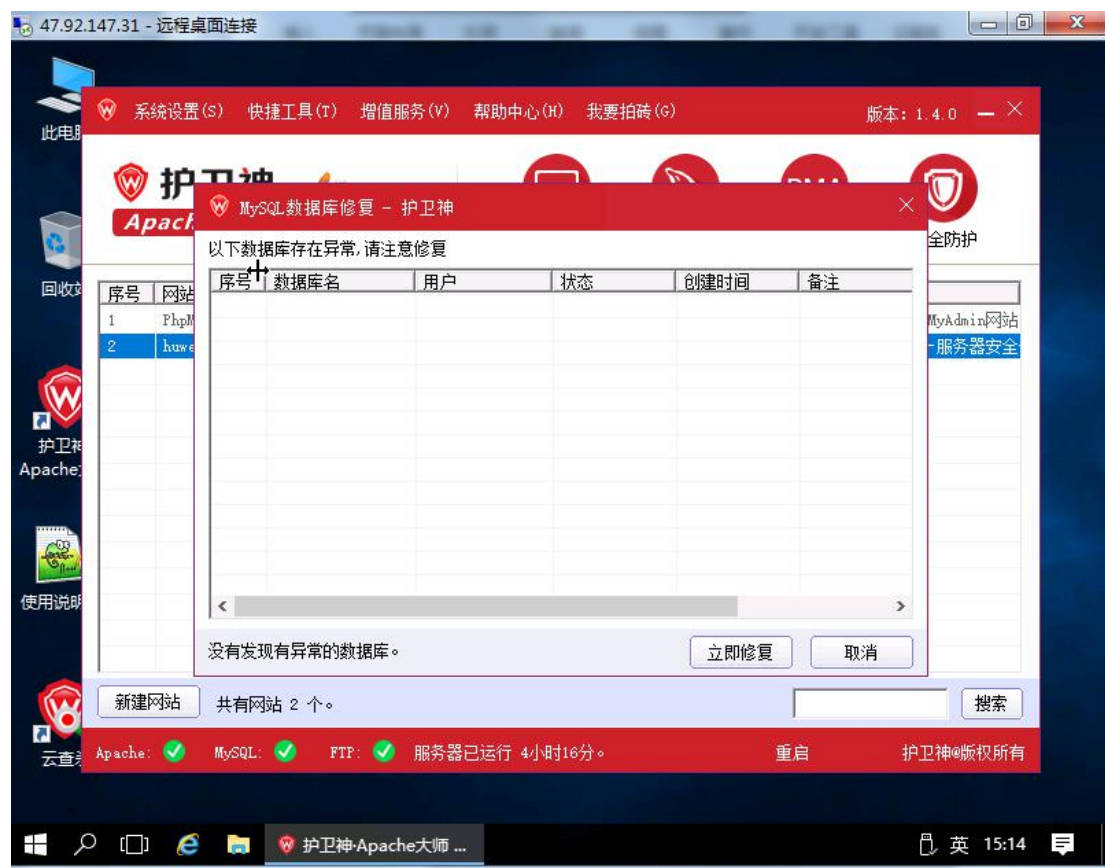 47.92.147.31 - 远程桌面连接
系统设置(S) 快捷工具(T) 增值服务(V) 帮助中心(H) 我要拍砖(G) 版本: 1.4.0
此电脑
护卫神
Apach
PMA
全防护
MySQL数据库修复 - 护卫神
以下数据库存在异常,请注意修复
序号 数据库名 用户 状态 创建时间 备注
回收
序号 网站
1 PhpM MyAdmin网站
2 huwe -服务器安全
护卫神
Apache
使用说明
没有发现有异常的数据库。 立即修复 取消
新建网站 共有网站 2 个。 搜索
云查
Apache: MySQL: FTP: 服务器已运行 4小时16分。 重启 护卫神@版权所有
护卫神·Apache大师 ... 英 15:14